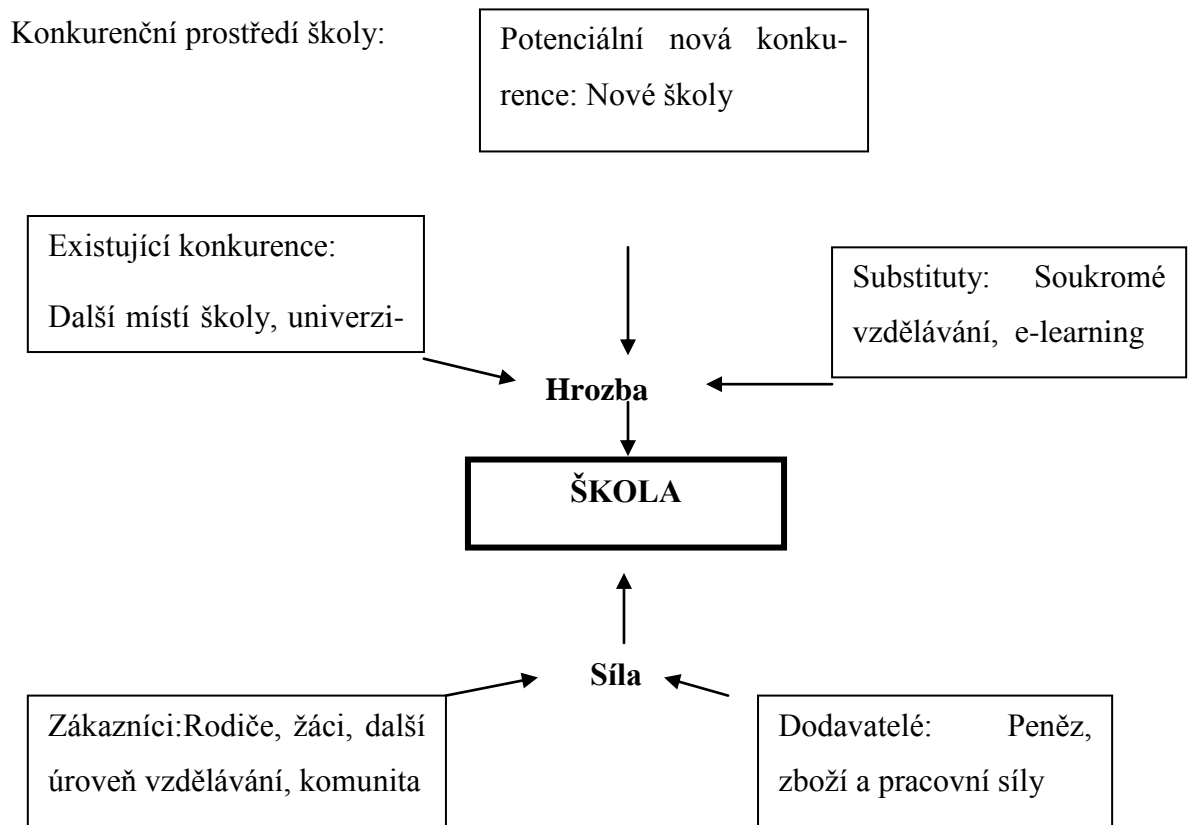 Konkurenční prostředí školy:
Potenciální nová konku-
rence: Nové školy
Existující konkurence:
Další místí školy, univerzi-
Substituty: Soukromé
vzdělávání, e-learning
Hrozba
ŠKOLA
Síla
Zákazníci:Rodiče, žáci, další
úroveň vzdělávání, komunita
Dodavatelé: Peněz,
zboží a pracovní síly